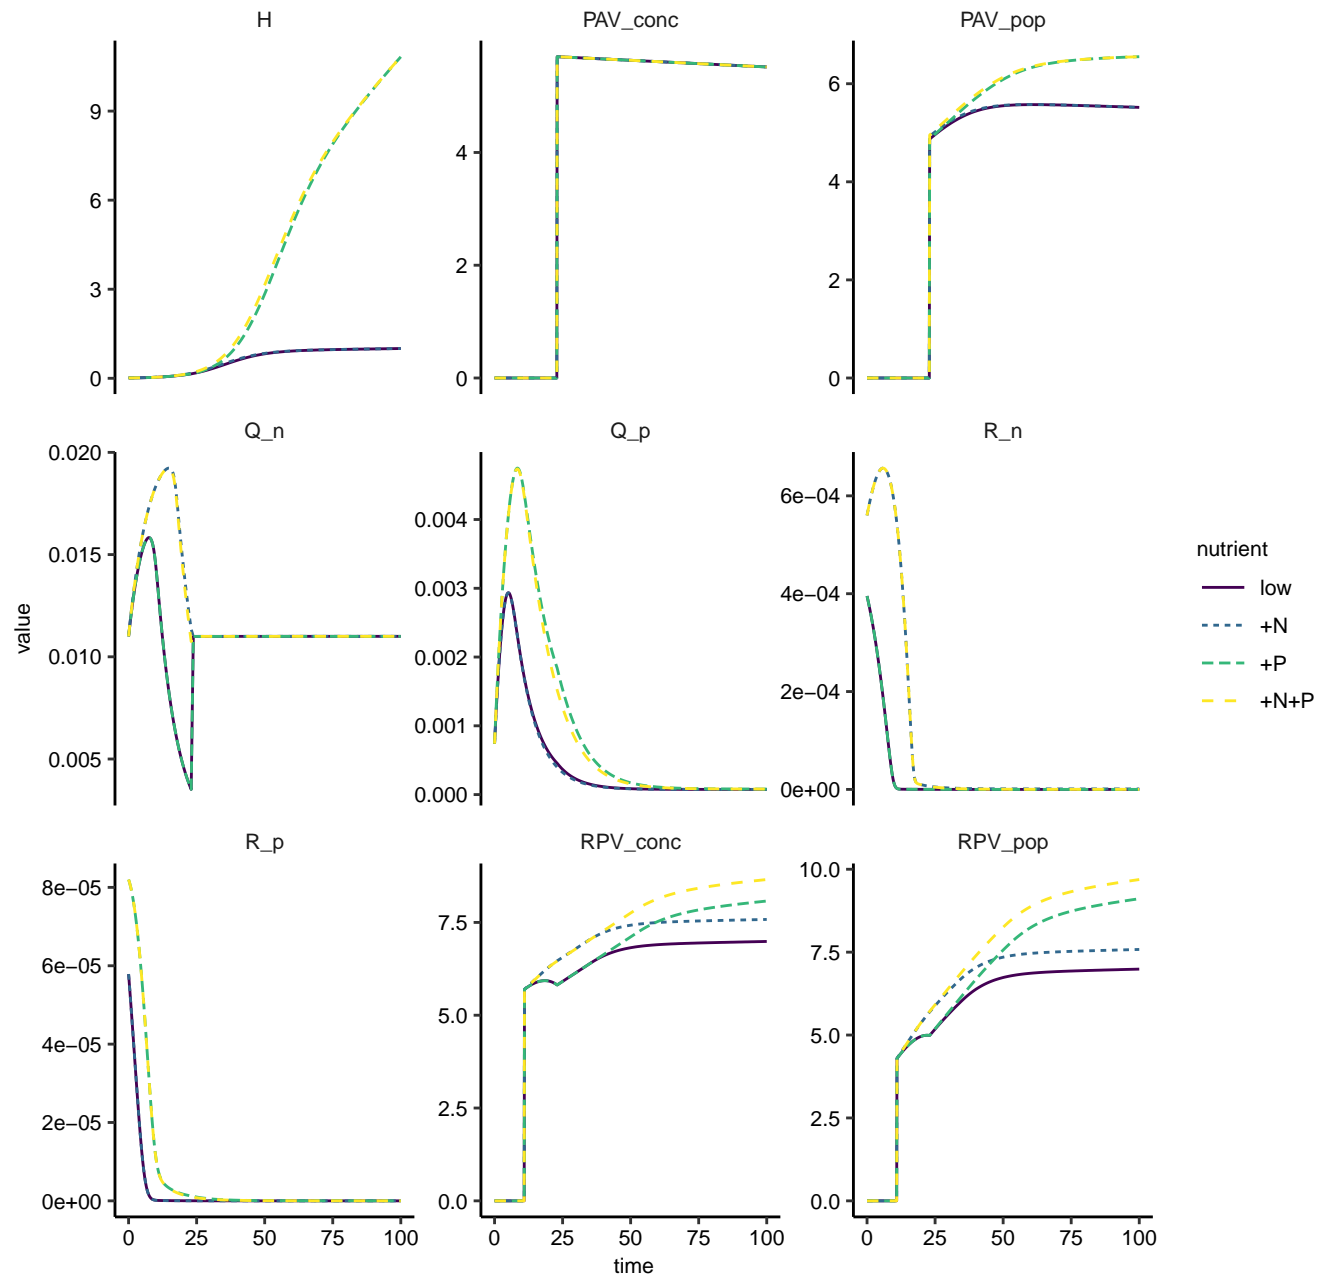 H
PAV_conc
PAV_pop
9
6
3
0
4
2
0
6
4
2
0
Q_n
Q_p
R_n
0.020
0.015
0.010
0.005
0.004
0.003
0.002
0.001
0.000
6e−04
4e−04
2e−04
0e+00
R_p
RPV_conc
RPV_pop
8e−05
6e−05
4e−05
2e−05
0e+00
7.5
5.0
2.5
0.0
10.0
7.5
5.0
2.5
0.0
0 25 50 75 100
0 25 50 75 100
0 25 50 75 100
time
value
nutrient
low
+N
+P
+N+P